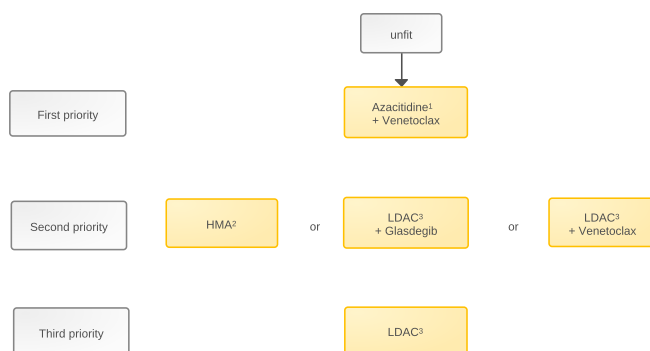 unfit
First priority
Azacitidine¹
+ Venetoclax
Second priority
HMA²
or
LDAC³
+ Glasdegib
or
LDAC³
+ Venetoclax
Third priority
LDAC³